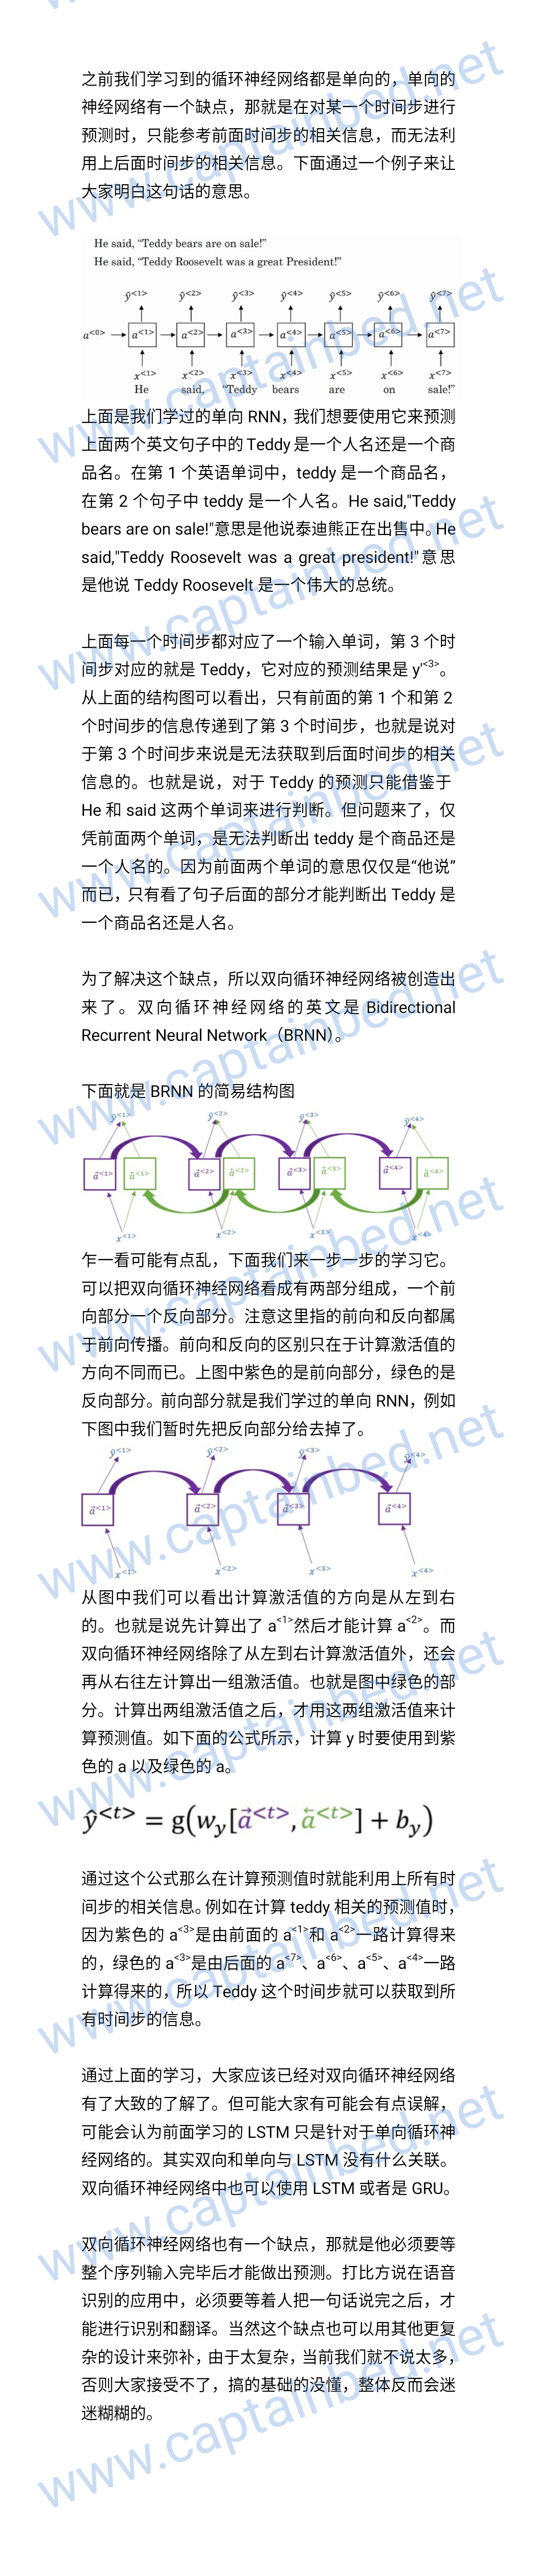 之前我们学习到的循环神经网络都是单向的，单向的
神经网络有一个缺点，那就是在对某一个时间步进行
预测时，只能参考前面时间步的相关信息，而无法利
用上后面时间步的相关信息。下面通过一个例子来让
大家明白这句话的意思。
He said, “Teddy bears are on sale!”
He said, “Teddy Roosevelt was a great President!”
ŷ<1> ŷ<2> ŷ<3> ŷ<4> ŷ<5> ŷ<6> ŷ<7>
a<0> a<1> a<2> a<3> a<4> a<5> a<6> a<7>
x<1> x<2> x<3> x<4> x<5> x<6> x<7>
He said, “Teddy bears are on sale!”
上面是我们学过的单向 RNN，我们想要使用它来预测
上面两个英文句子中的 Teddy 是一个人名还是一个商
品名。在第 1 个英语单词中，teddy 是一个商品名，
在第 2 个句子中 teddy 是一个人名。He said,"Teddy
bears are on sale!"意思是他说泰迪熊正在出售中。He
said,"Teddy Roosevelt was a great president!"意思
是他说 Teddy Roosevelt 是一个伟大的总统。
上面每一个时间步都对应了一个输入单词，第 3 个时
间步对应的就是 Teddy，它对应的预测结果是 y'<3>。
从上面的结构图可以看出，只有前面的第 1 个和第 2
个时间步的信息传递到了第 3 个时间步，也就是说对
于第 3 个时间步来说是无法获取到后面时间步的相关
信息的。也就是说，对于 Teddy 的预测只能借鉴于
He 和 said 这两个单词来进行判断。但问题来了，仅
凭前面两个单词，是无法判断出 teddy 是个商品还是
一个人名的。因为前面两个单词的意思仅仅是“他说”
而已，只有看了句子后面的部分才能判断出 Teddy 是
一个商品名还是人名。
为了解决这个缺点，所以双向循环神经网络被创造出
来了。双向循环神经网络的英文是 Bidirectional
Recurrent Neural Network（BRNN）。
下面就是 BRNN 的简易结构图
ŷ<1> ŷ<2> ŷ<3> ŷ<4>
a⃗<1> a⃖<1> a⃗<2> a⃖<2> a⃗<3> a⃖<3> a⃗<4> a⃖<4>
x<1> x<2> x<3> x<4>
乍一看可能有点乱，下面我们来一步一步的学习它。
可以把双向循环神经网络看成有两部分组成，一个前
向部分一个反向部分。注意这里指的前向和反向都属
于前向传播。前向和反向的区别只在于计算激活值的
方向不同而已。上图中紫色的是前向部分，绿色的是
反向部分。前向部分就是我们学过的单向 RNN，例如
下图中我们暂时先把反向部分给去掉了。
ŷ<1> ŷ<2> ŷ<3> ŷ<4>
a⃗<1> a⃗<2> a⃗<3> a⃗<4>
x<1> x<2> x<3> x<4>
从图中我们可以看出计算激活值的方向是从左到右
的。也就是说先计算出了 a<1>然后才能计算 a<2>。而
双向循环神经网络除了从左到右计算激活值外，还会
再从右往左计算出一组激活值。也就是图中绿色的部
分。计算出两组激活值之后，才用这两组激活值来计
算预测值。如下面的公式所示，计算 y 时要使用到紫
色的 a 以及绿色的 a。
ŷ<t> = g(wy[a⃗<t>, a⃖<t>] + by)
通过这个公式那么在计算预测值时就能利用上所有时
间步的相关信息。例如在计算 teddy 相关的预测值时，
因为紫色的 a<3>是由前面的 a<1>和 a<2>一路计算得来
的，绿色的 a<3>是由后面的 a<7>、a<6>、a<5>、a<4>一路
计算得来的，所以 Teddy 这个时间步就可以获取到所
有时间步的信息。
通过上面的学习，大家应该已经对双向循环神经网络
有了大致的了解了。但可能大家有可能会有点误解，
可能会认为前面学习的 LSTM 只是针对于单向循环神
经网络的。其实双向和单向与 LSTM 没有什么关联。
双向循环神经网络中也可以使用 LSTM 或者是 GRU。
双向循环神经网络也有一个缺点，那就是他必须要等
整个序列输入完毕后才能做出预测。打比方说在语音
识别的应用中，必须要等着人把一句话说完之后，才
能进行识别和翻译。当然这个缺点也可以用其他更复
杂的设计来弥补，由于太复杂，当前我们就不说太多，
否则大家接受不了，搞的基础的没懂，整体反而会迷
迷糊糊的。
www.captainbed.net
www.captainbed.net
www.captainbed.net
www.captainbed.net
www.captainbed.net
www.captainbed.net
www.captainbed.net
www.captainbed.net
www.captainbed.net
www.captainbed.net
www.captainbed.net